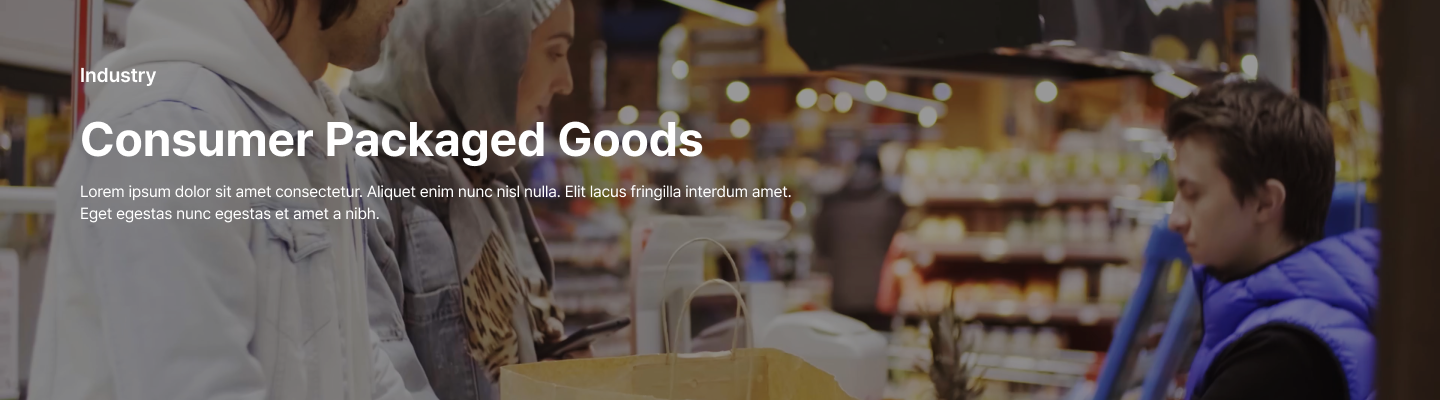 Industry
Consumer Packaged Goods
Lorem ipsum dolor sit amet consectetur. Aliquet enim nunc nisl nulla. Elit lacus fringilla interdum amet.
Eget egestas nunc egestas et amet a nibh.